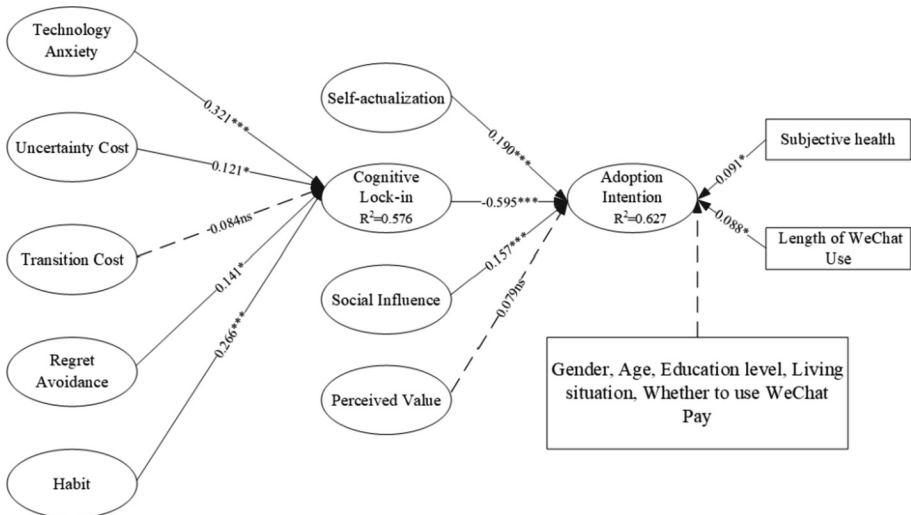 Technology
Anxiety
Uncertainty Cost
Transition Cost
Regret
Avoidance
Habit
0.321***
0.121*
0.084ns
0.141*
0.266***
Self-actualization
Cognitive
Lock-in
R²=0.576
Social Influence
Perceived Value
0.190***
-0.595***
0.157***
0.079ns
Adoption
Intention
R²=0.627
Subjective health
0.091*
0.088*
Length of WeChat
Use
Gender, Age, Education level, Living
situation, Whether to use WeChat
Pay